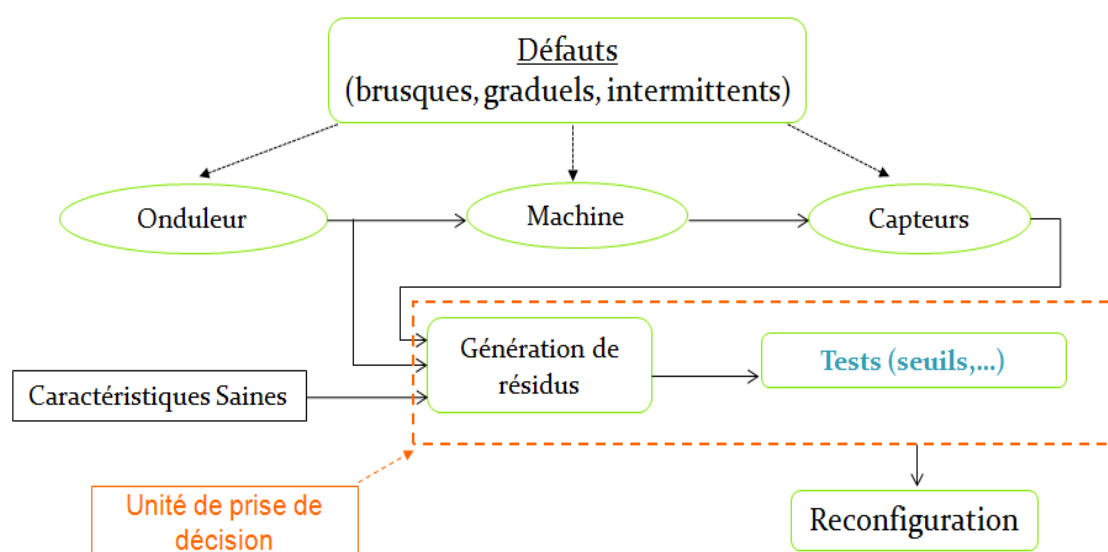 Défauts
(brusques, graduels, intermittents)
Onduleur
Machine
Capteurs
Génération de
résidus
Tests (seuils,...)
Caractéristiques Saines
Unité de prise de
décision
Reconfiguration